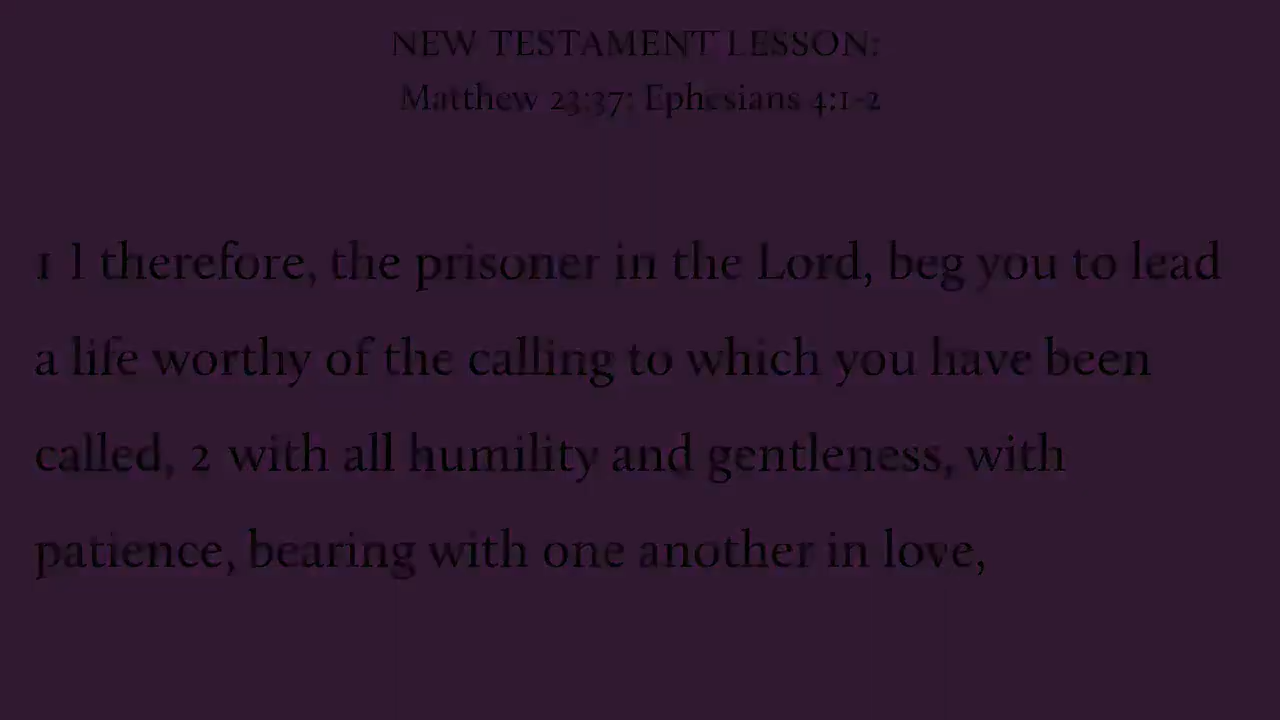 NEW TESTAMENT LESSON:
Matthew 23:37; Ephesians 4:1-2
1 I therefore, the prisoner in the Lord, beg you to lead
a life worthy of the calling to which you have been
called, 2 with all humility and gentleness, with
patience, bearing with one another in love,